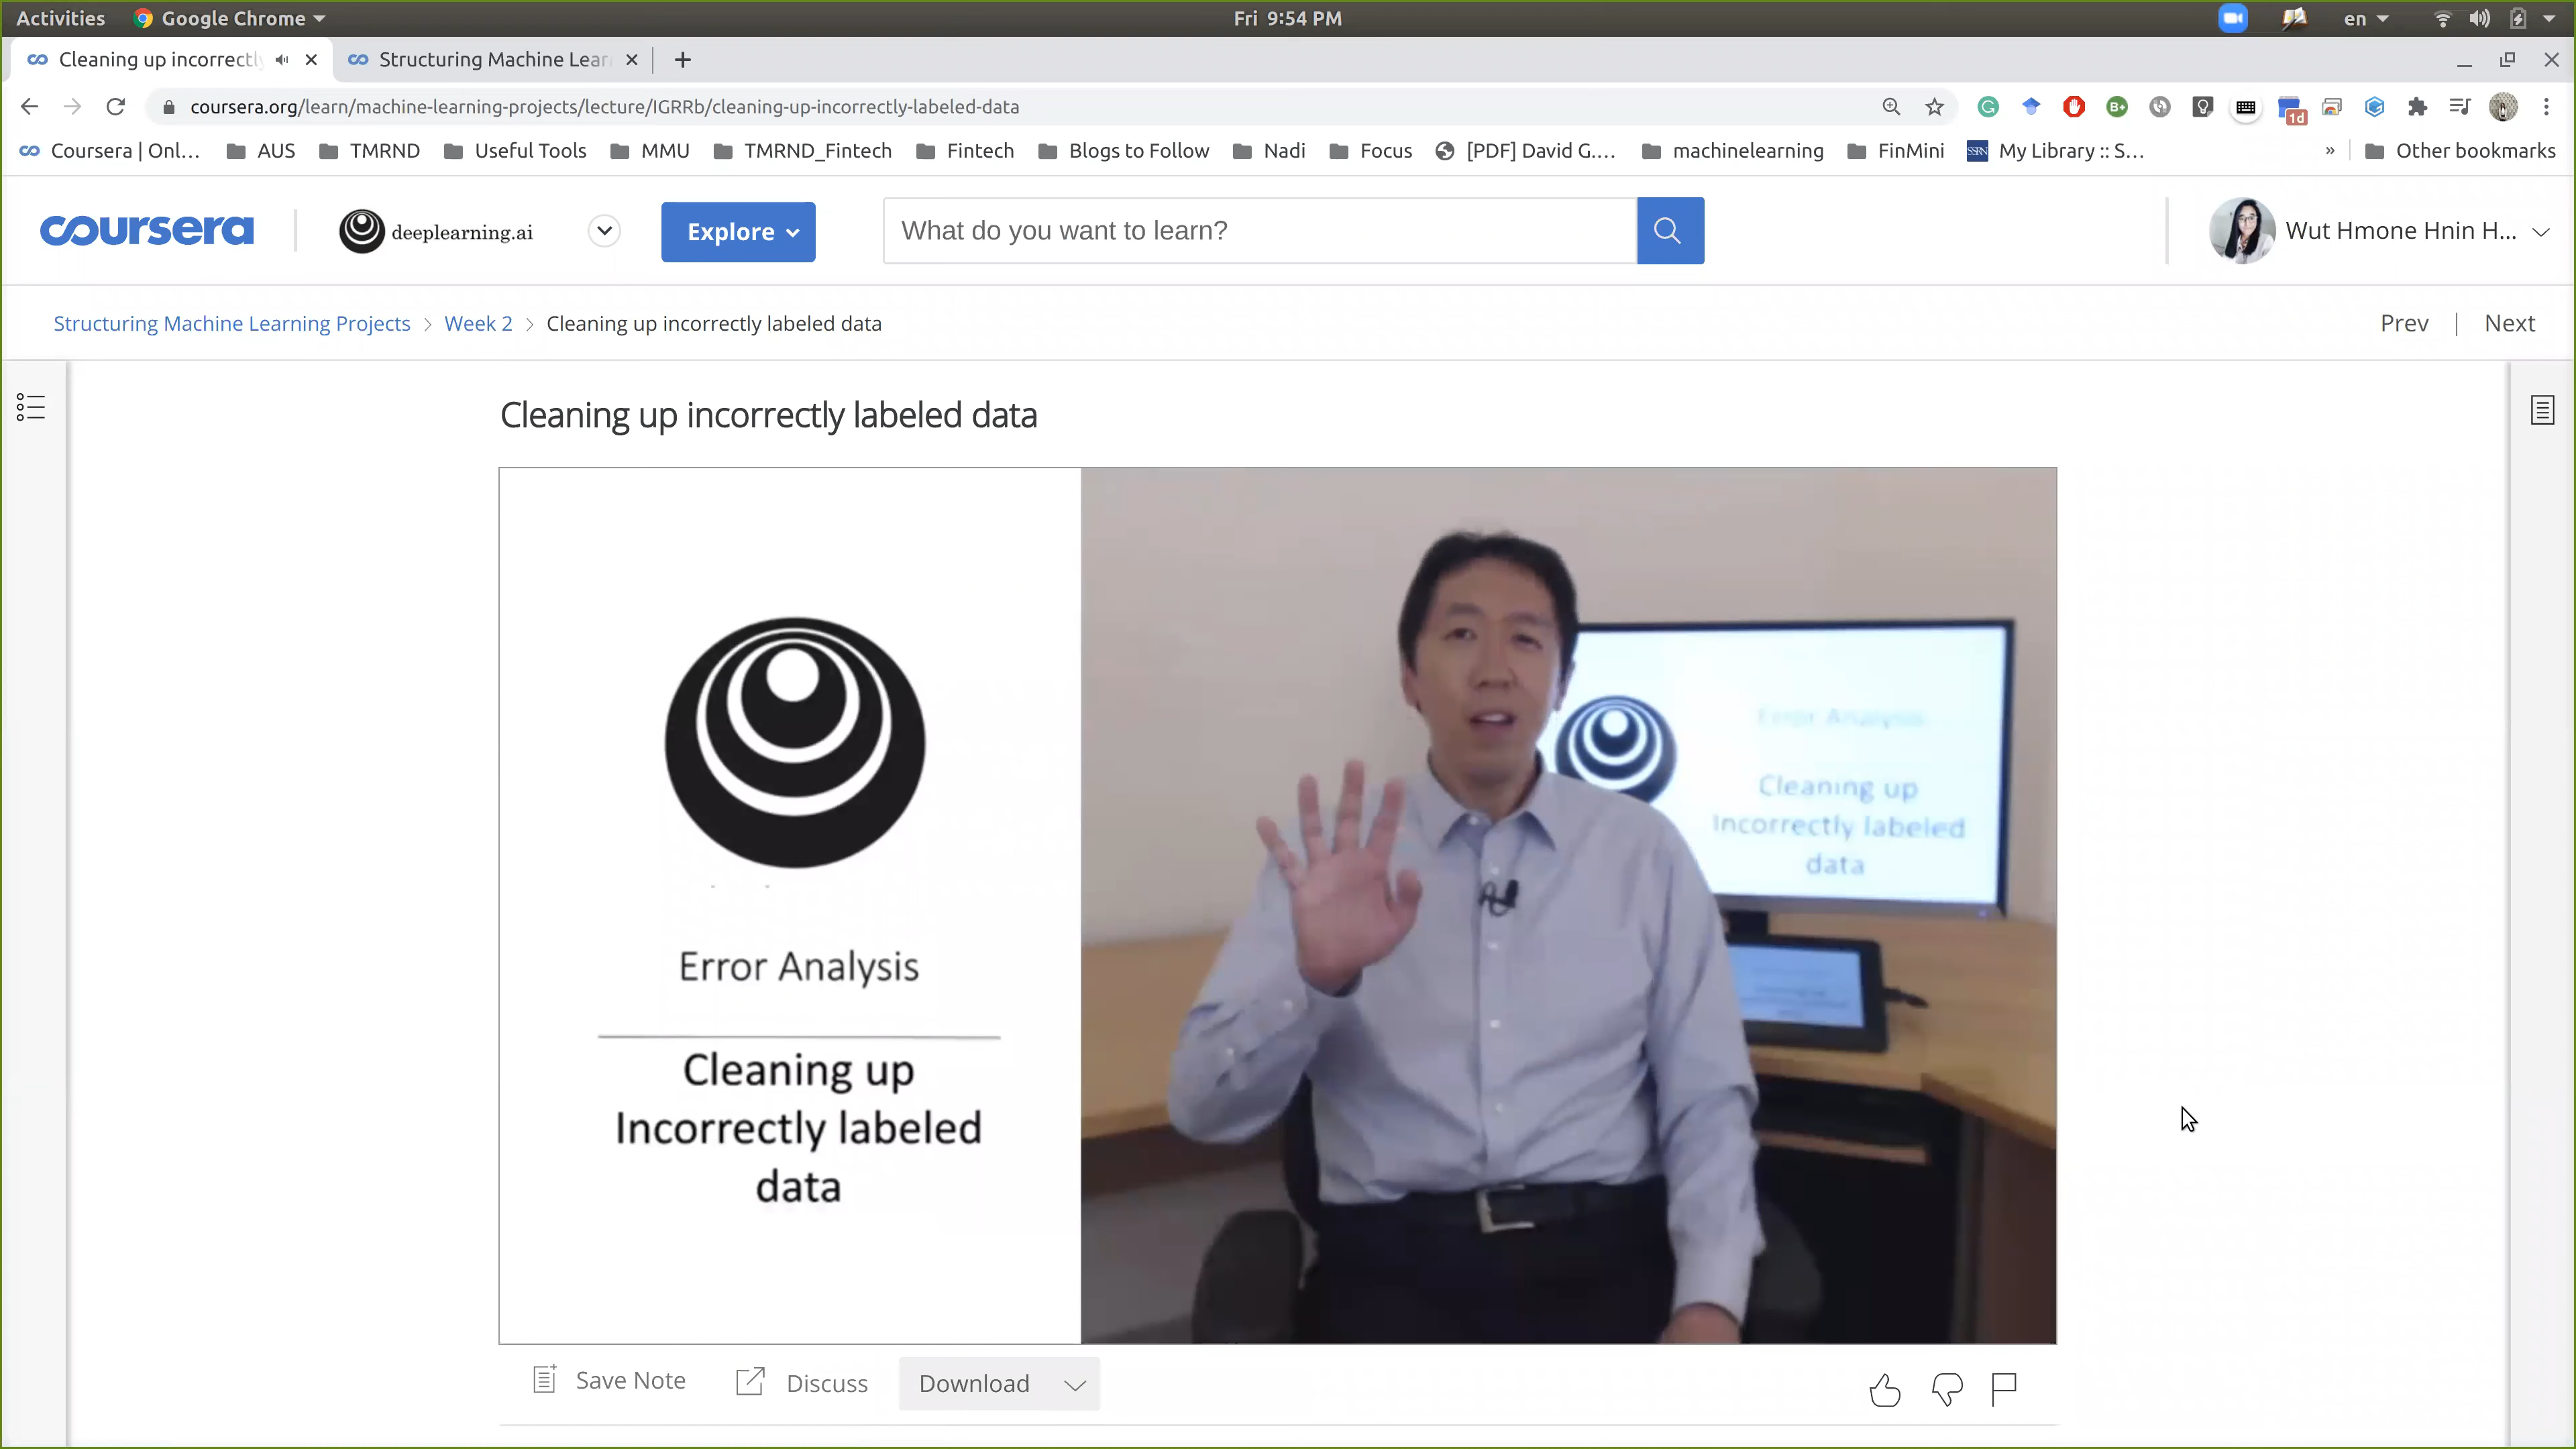 Activities Google Chrome Fri 9:54 PM en
Cleaning up incorrectly Structuring Machine Lear
coursera.org/learn/machine-learning-projects/lecture/IGRRb/cleaning-up-incorrectly-labeled-data 1d
Coursera | Onl... AUS TMRND Useful Tools MMU TMRND_Fintech Fintech Blogs to Follow Nadi Focus [PDF] David G.... machinelearning FinMini SSRN My Library :: S... » Other bookmarks
coursera deeplearning.ai Explore What do you want to learn? Wut Hmone Hnin H...
Structuring Machine Learning Projects > Week 2 > Cleaning up incorrectly labeled data Prev | Next
Cleaning up incorrectly labeled data
Error Analysis
Cleaning up
Incorrectly labeled
data
Error Analysis
Cleaning up
Incorrectly labeled
data
Save Note Discuss Download